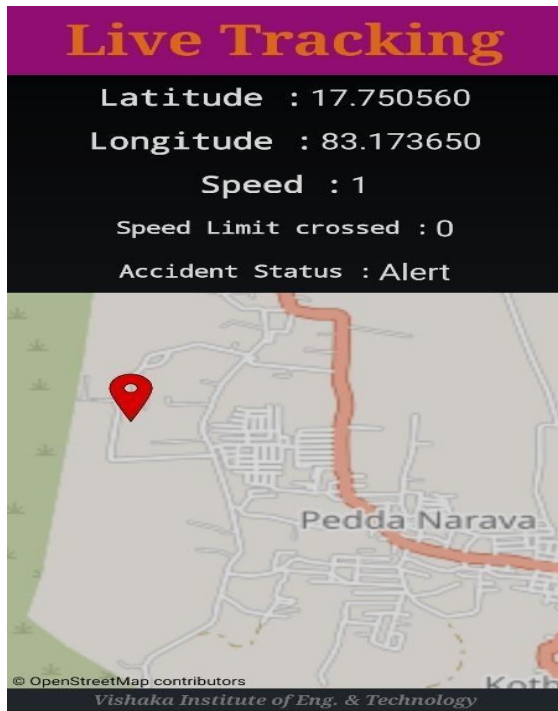 Live Tracking
Latitude : 17.750560
Longitude : 83.173650
Speed : 1
Speed Limit crossed : 0
Accident Status : Alert
Pedda Narava
Koth
© OpenStreetMap contributors
Vishaka Institute of Eng. & Technology